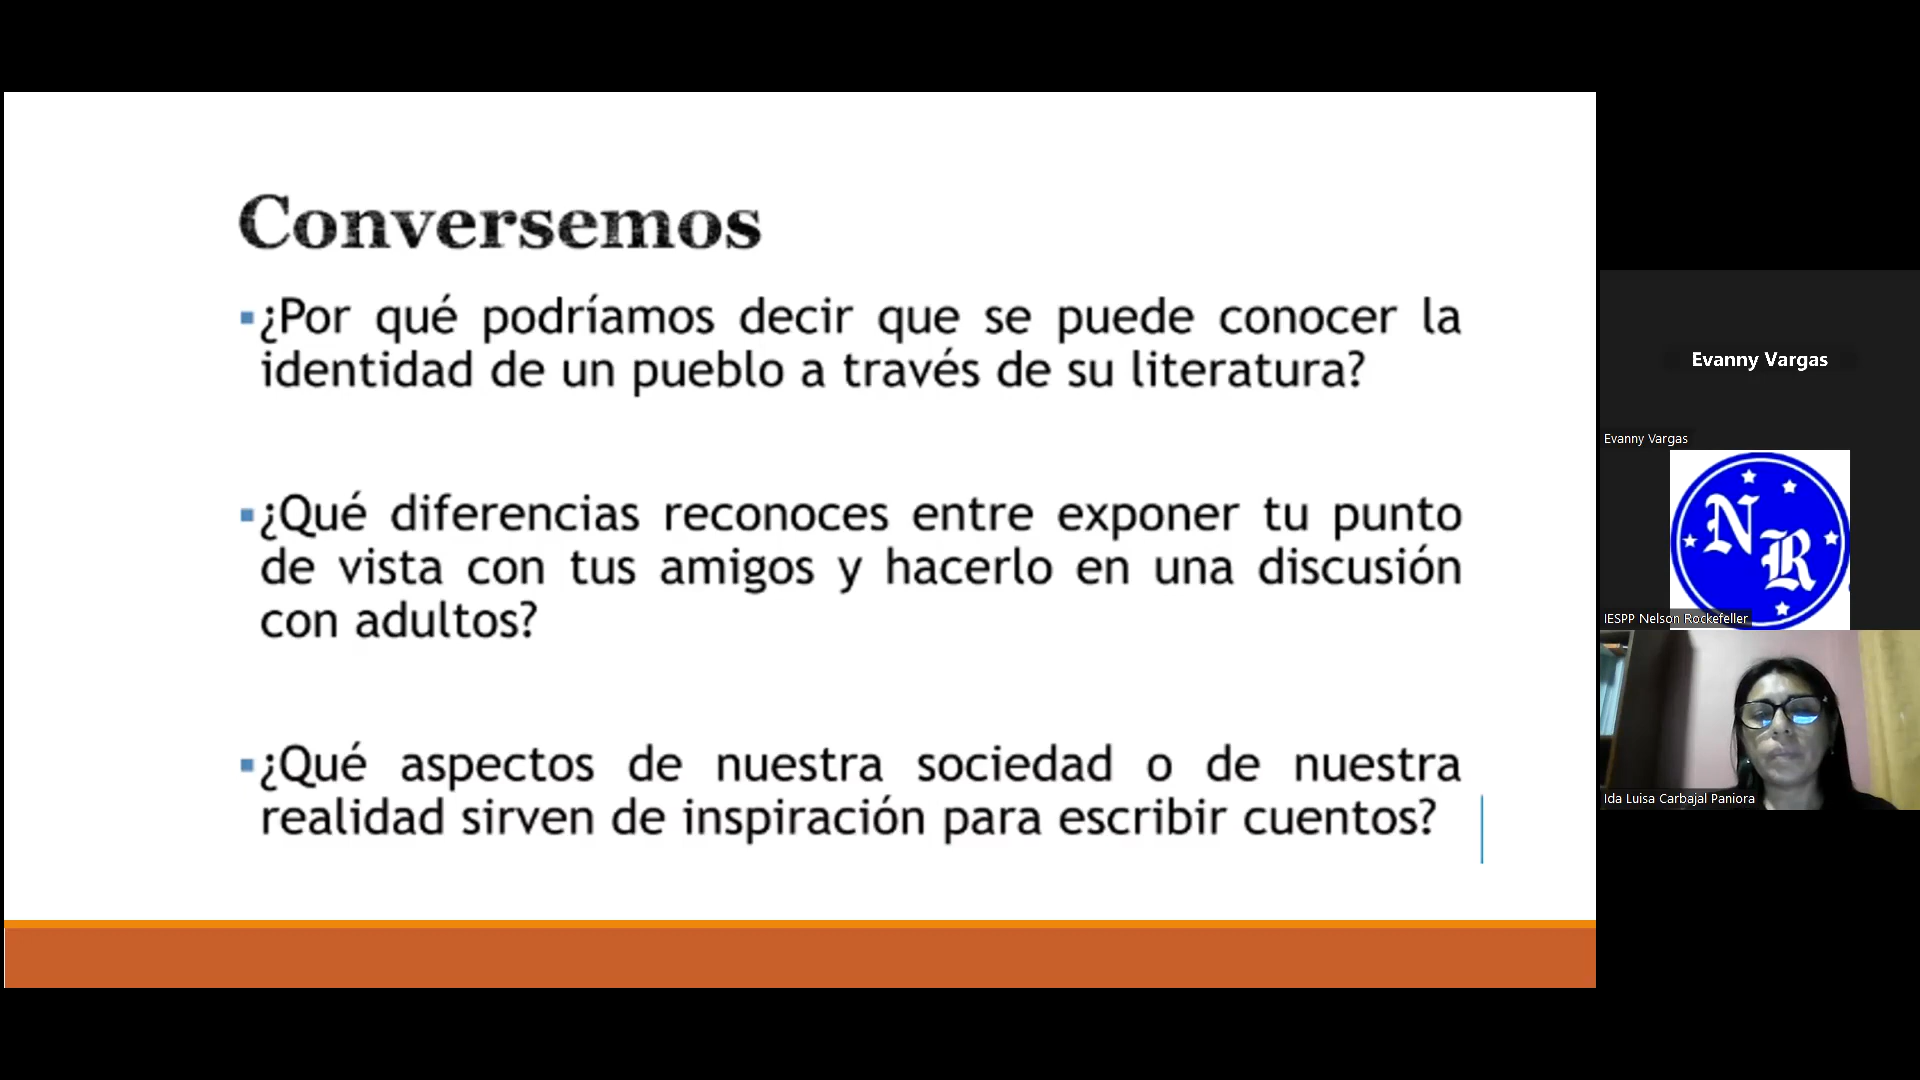 Conversemos
▪¿Por qué podríamos decir que se puede conocer la
identidad de un pueblo a través de su literatura?
▪¿Qué diferencias reconoces entre exponer tu punto
de vista con tus amigos y hacerlo en una discusión
con adultos?
▪¿Qué aspectos de nuestra sociedad o de nuestra
realidad sirven de inspiración para escribir cuentos?
Evanny Vargas
Evanny Vargas
N
R
IESPP Nelson Rockefeller
Ida Luisa Carbajal Paniora